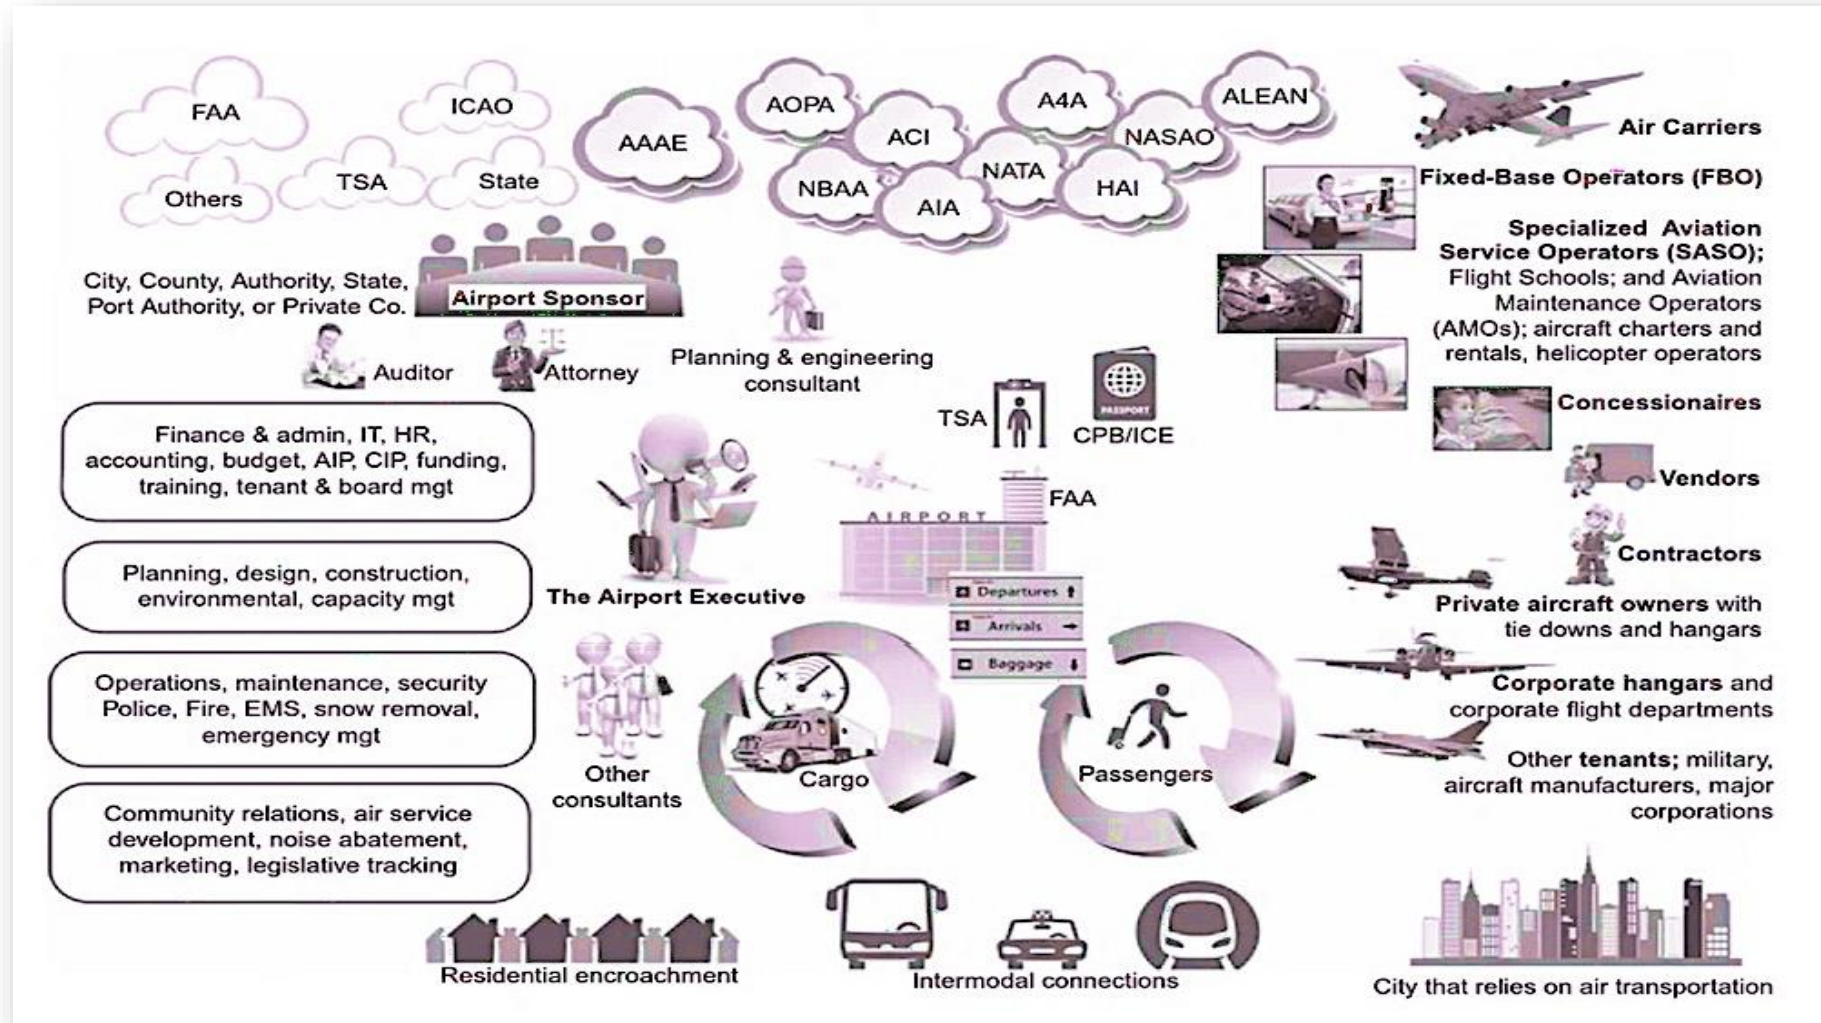 FAA
ICAO
Others
TSA
State
AAAE
AOPA
ACI
A4A
NASAO
ALEAN
NBAA
AIA
NATA
HAI
Air Carriers
Fixed-Base Operators (FBO)
Specialized Aviation
Service Operators (SASO);
Flight Schools; and Aviation
Maintenance Operators
(AMOs); aircraft charters and
rentals, helicopter operators
City, County, Authority, State,
Port Authority, or Private Co.
Airport Sponsor
Auditor
Attorney
Planning & engineering
consultant
TSA
PASSPORT
CPB/ICE
Concessionaires
Finance & admin, IT, HR,
accounting, budget, AIP, CIP, funding,
training, tenant & board mgt
Vendors
FAA
AIRPORT
Contractors
Planning, design, construction,
environmental, capacity mgt
The Airport Executive
Departures
Arrivals
Baggage
Private aircraft owners with
tie downs and hangars
Operations, maintenance, security
Police, Fire, EMS, snow removal,
emergency mgt
Corporate hangars and
corporate flight departments
Other
consultants
Cargo
Passengers
Other tenants; military,
aircraft manufacturers, major
corporations
Community relations, air service
development, noise abatement,
marketing, legislative tracking
Residential encroachment
Intermodal connections
City that relies on air transportation